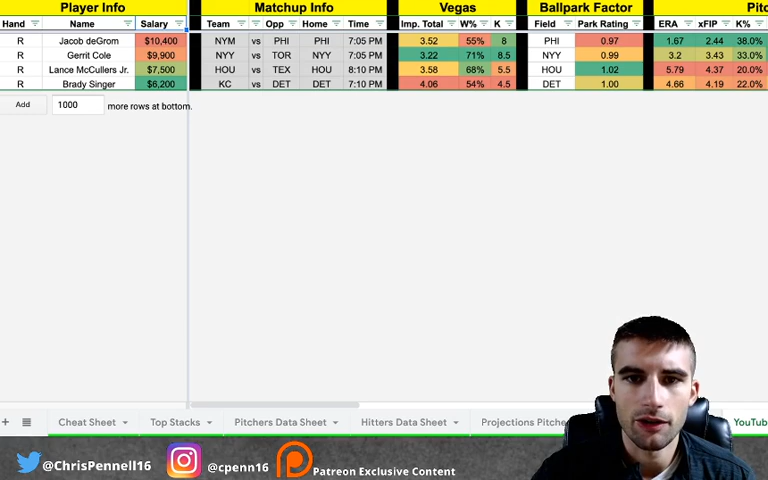 Player Info Matchup Info Vegas Ballpark Factor Pitc
Hand Name Salary Team vs Opp Home Time Imp. Total W% K Field Park Rating ERA xFIP K%
R Jacob deGrom $10,400 NYM vs PHI PHI 7:05 PM 3.52 55% 8 PHI 0.97 1.67 2.44 38.0%
R Gerrit Cole $9,900 NYY vs TOR NYY 7:05 PM 3.22 71% 8.5 NYY 0.99 3.2 3.43 33.0%
R Lance McCullers Jr. $7,500 HOU vs TEX HOU 8:10 PM 3.58 68% 5.5 HOU 1.02 5.79 4.37 20.0%
R Brady Singer $6,200 KC vs DET DET 7:10 PM 4.06 54% 4.5 DET 1.00 4.66 4.19 22.0%
Add 1000 more rows at bottom.
+ Cheat Sheet Top Stacks Pitchers Data Sheet Hitters Data Sheet Projections Pitche YouTub
@ChrisPennell16 @cpenn16 Patreon Exclusive Content